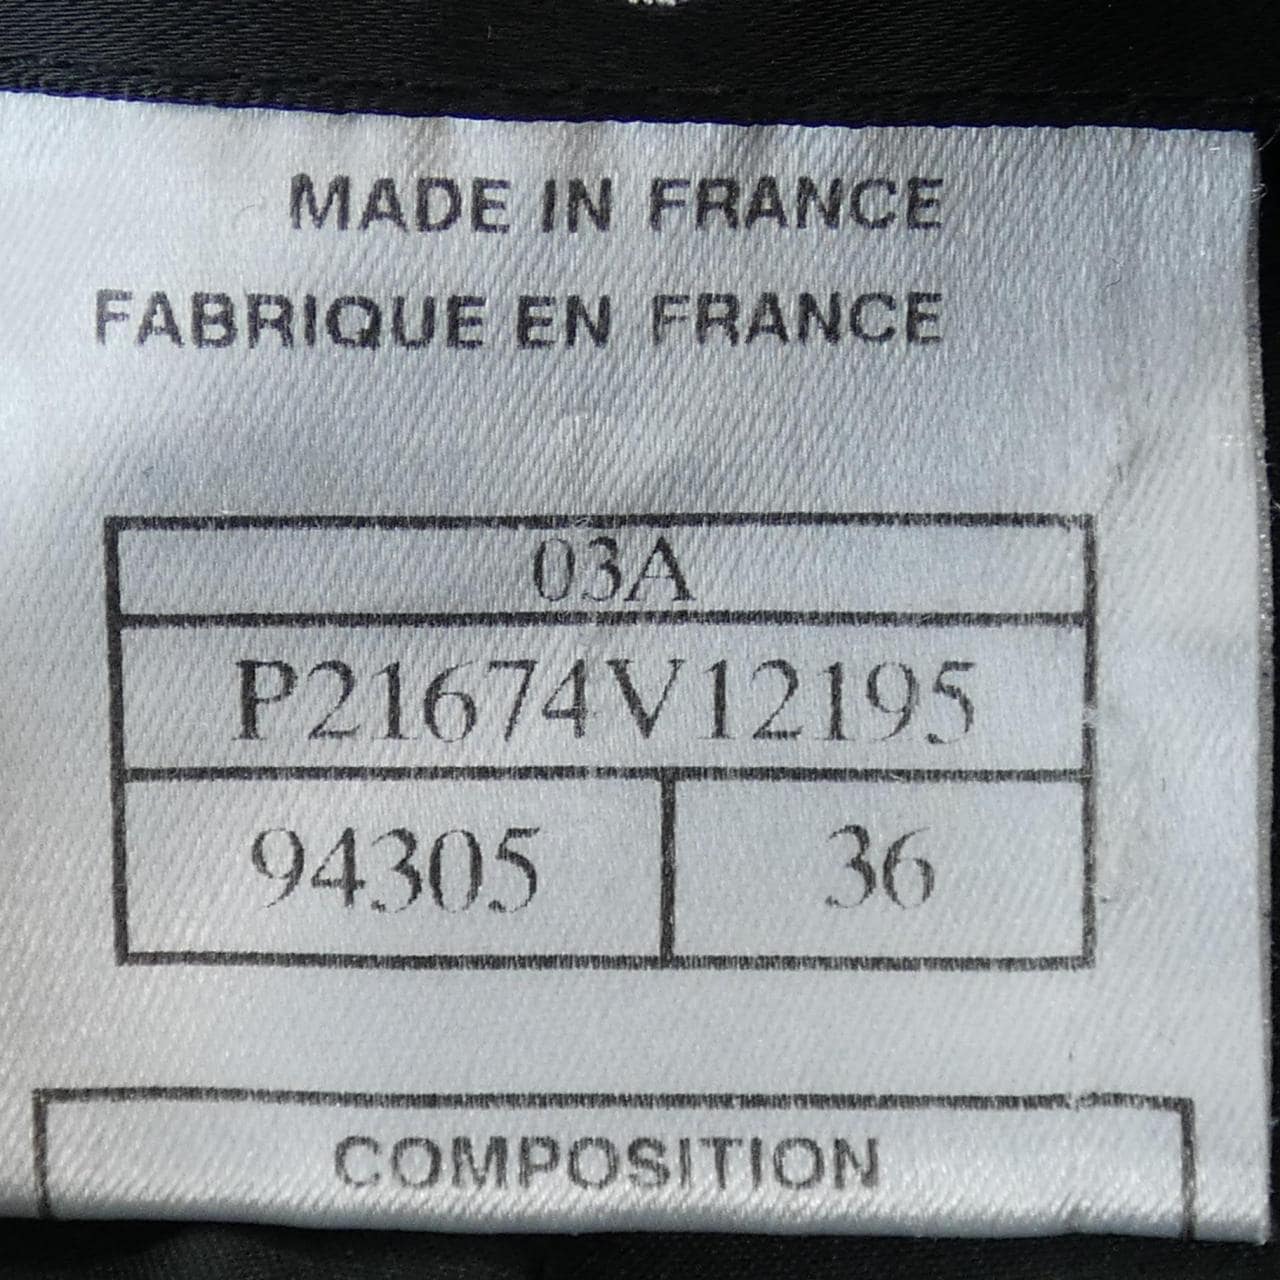 MADE IN FRANCE
FABRIQUE EN FRANCE
03A
P21674V12195
94305 36
COMPOSITION